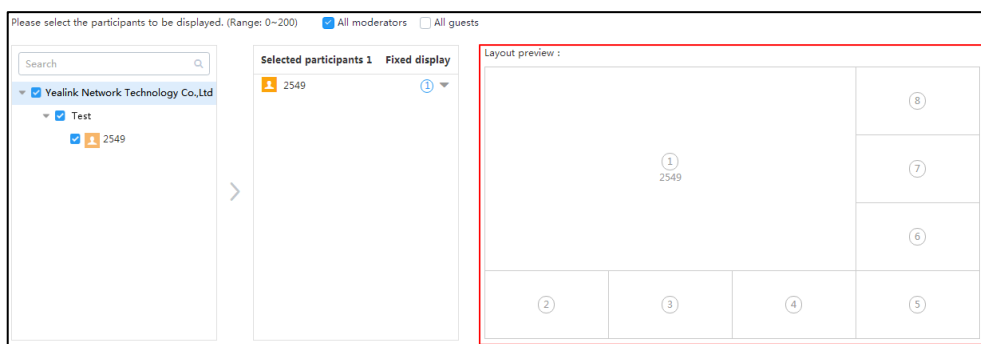 Please select the participants to be displayed. (Range: 0~200) All moderators All guests
Search
Yealink Network Technology Co.,Ltd
Test
2549
Selected participants 1 Fixed display
2549 1
Layout preview :
1
2549
8
7
6
2 3 4 5